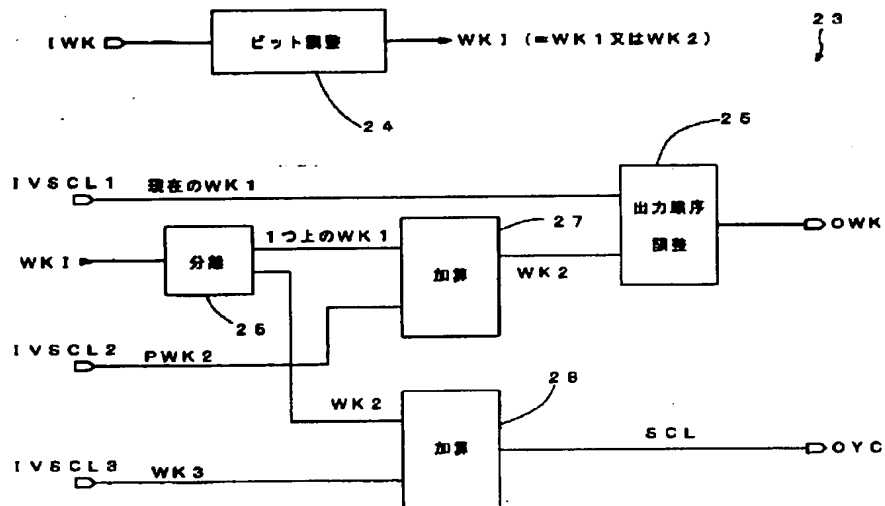 IWK
ビット調整
WKI (=WK1又はWK2)
23
24
25
IVSCL1
現在のWK1
出力順序
調整
OWK
27
1つ上のWK1
WKI
分離
加算
WK2
26
IVSCL2
PWK2
28
WK2
加算
SCL
OYC
IVSCL3
WK3